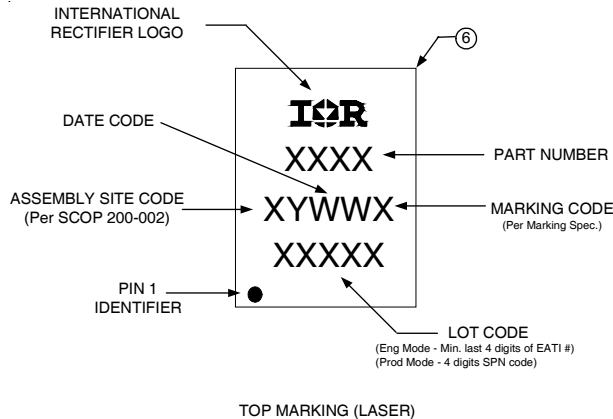 INTERNATIONAL
RECTIFIER LOGO
6
IOR
DATE CODE
XXXX
PART NUMBER
ASSEMBLY SITE CODE
(Per SCOP 200-002)
XYWWX
MARKING CODE
(Per Marking Spec.)
XXXXX
PIN 1
IDENTIFIER
LOT CODE
(Eng Mode - Min. last 4 digits of EATI #)
(Prod Mode - 4 digits SPN code)
TOP MARKING (LASER)